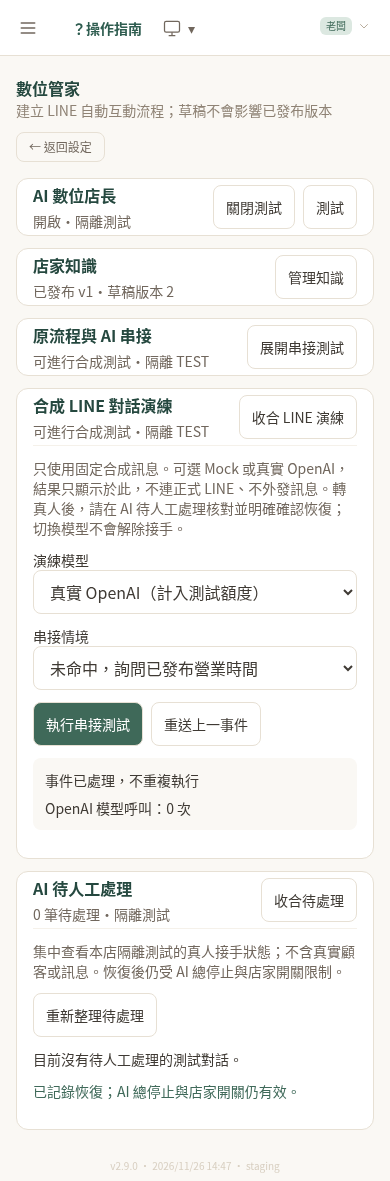 ？操作指南 ▼ 老闆
數位管家
建立 LINE 自動互動流程；草稿不會影響已發布版本
← 返回設定
AI 數位店長
開啟・隔離測試
關閉測試 測試
店家知識
已發布 v1・草稿版本 2
管理知識
原流程與 AI 串接
可進行合成測試・隔離 TEST
展開串接測試
合成 LINE 對話演練
可進行合成測試・隔離 TEST
收合 LINE 演練
只使用固定合成訊息。可選 Mock 或真實 OpenAI，
結果只顯示於此，不連正式 LINE、不外發訊息。轉
真人後，請在 AI 待人工處理核對並明確確認恢復；
切換模型不會解除接手。
演練模型
真實 OpenAI（計入測試額度）
串接情境
未命中，詢問已發布營業時間
執行串接測試 重送上一事件
事件已處理，不重複執行
OpenAI 模型呼叫：0 次
AI 待人工處理
0 筆待處理・隔離測試
收合待處理
集中查看本店隔離測試的真人接手狀態；不含真實顧
客或訊息。恢復後仍受 AI 總停止與店家開關限制。
重新整理待處理
目前沒有待人工處理的測試對話。
已記錄恢復；AI 總停止與店家開關仍有效。
v2.9.0 ・ 2026/11/26 14:47 ・ staging